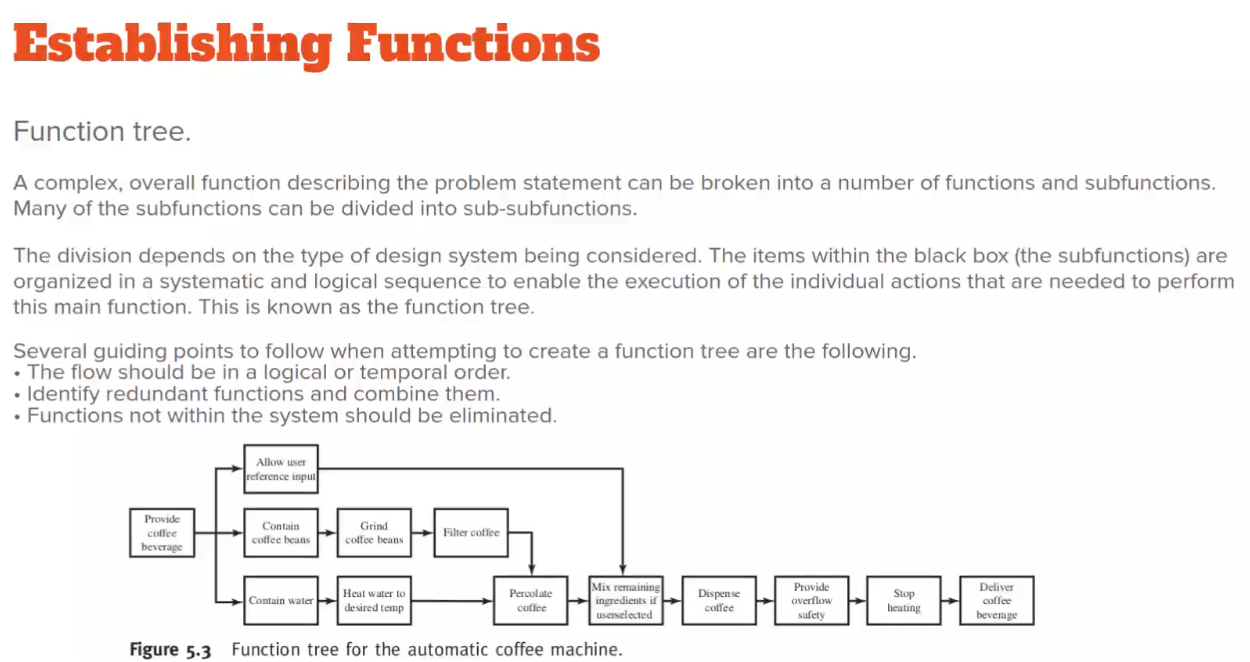 Establishing Functions
Function tree.
A complex, overall function describing the problem statement can be broken into a number of functions and subfunctions.
Many of the subfunctions can be divided into sub-subfunctions.
The division depends on the type of design system being considered. The items within the black box (the subfunctions) are
organized in a systematic and logical sequence to enable the execution of the individual actions that are needed to perform
this main function. This is known as the function tree.
Several guiding points to follow when attempting to create a function tree are the following.
• The flow should be in a logical or temporal order.
• Identify redundant functions and combine them.
• Functions not within the system should be eliminated.
Allow user
reference input
Provide
coffee
beverage
Contain
coffee beans
Grind
coffee beans
Filter coffee
Contain water
Heat water to
desired temp
Percolate
coffee
Mix remaining
ingredients if
userselected
Dispense
coffee
Provide
overflow
safety
Stop
heating
Deliver
coffee
beverage
Figure 5.3 Function tree for the automatic coffee machine.